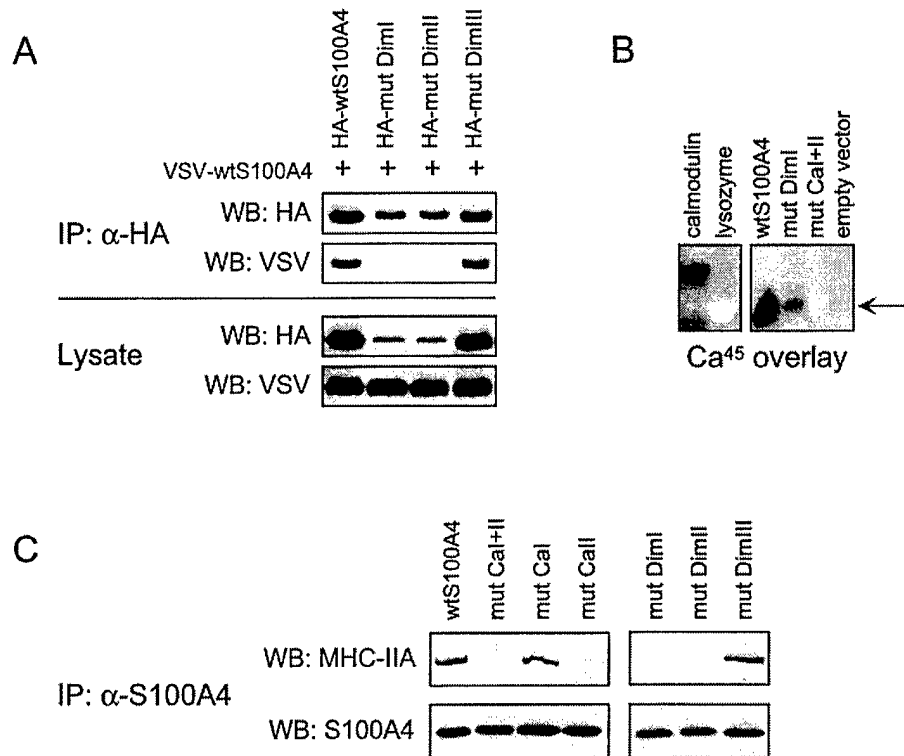 A
HA-wtS100A4
HA-mut DimI
HA-mut DimII
HA-mut DimIII
VSV-wtS100A4 + + + +
IP: α-HA
WB: HA
WB: VSV
Lysate
WB: HA
WB: VSV
B
calmodulin
lysozyme
wtS100A4
mut DimI
mut CaI+II
empty vector
Ca45 overlay
C
wtS100A4
mut CaI+II
mut CaI
mut CaII
mut DimI
mut DimII
mut DimIII
IP: α-S100A4
WB: MHC-IIA
WB: S100A4